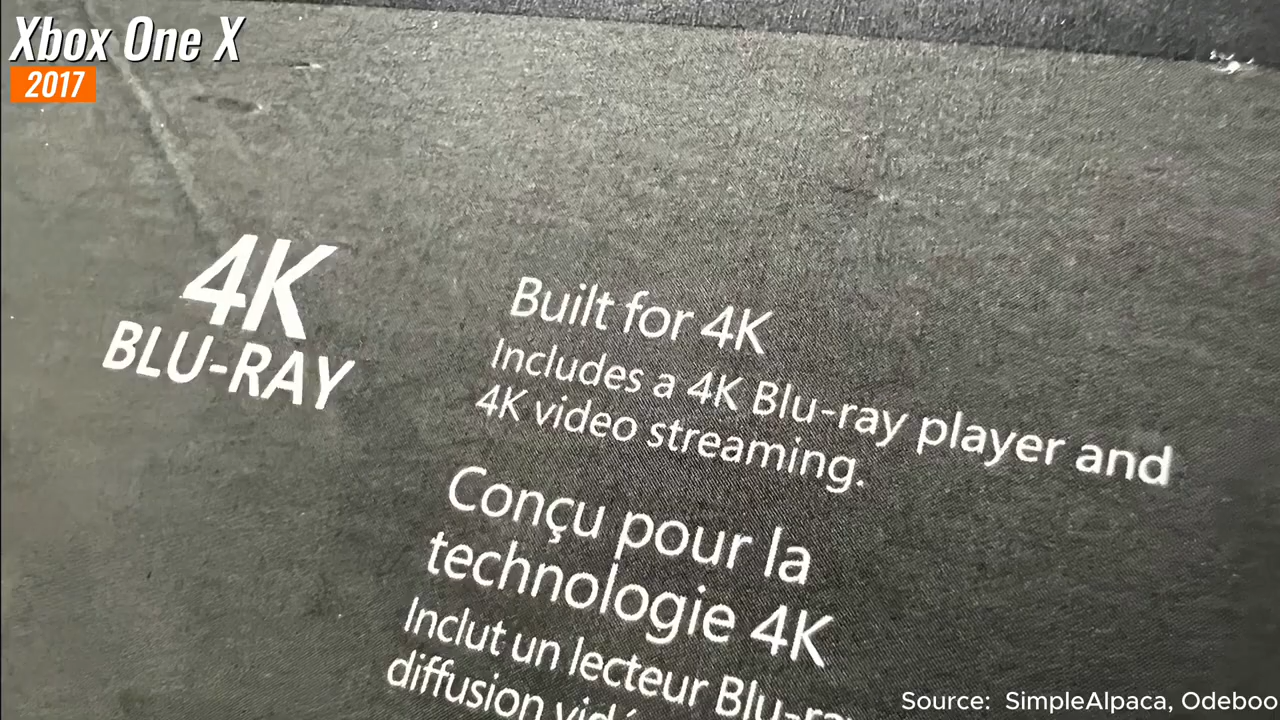 Xbox One X
2017
4K
BLU-RAY
Built for 4K
Includes a 4K Blu-ray player and
4K video streaming.
Conçu pour la
technologie 4K
Inclut un lecteur
diffusion
Source: SimpleAlpaca, Odeboo